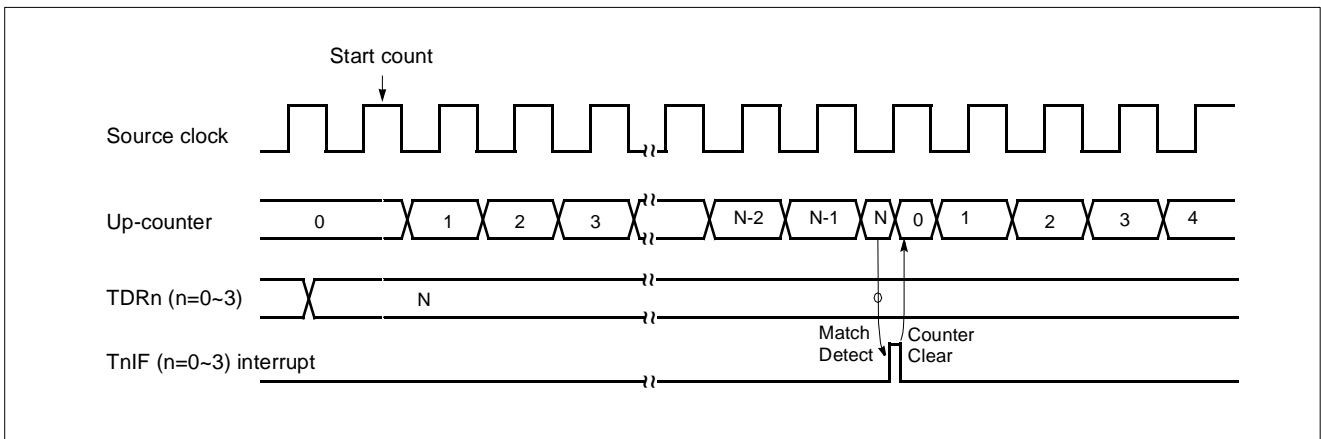 Start count
Source clock
Up-counter
0 1 2 3 N-2 N-1 N 0 1 2 3 4
TDRn (n=0~3)
N
Match Detect
Counter Clear
TnIF (n=0~3) interrupt